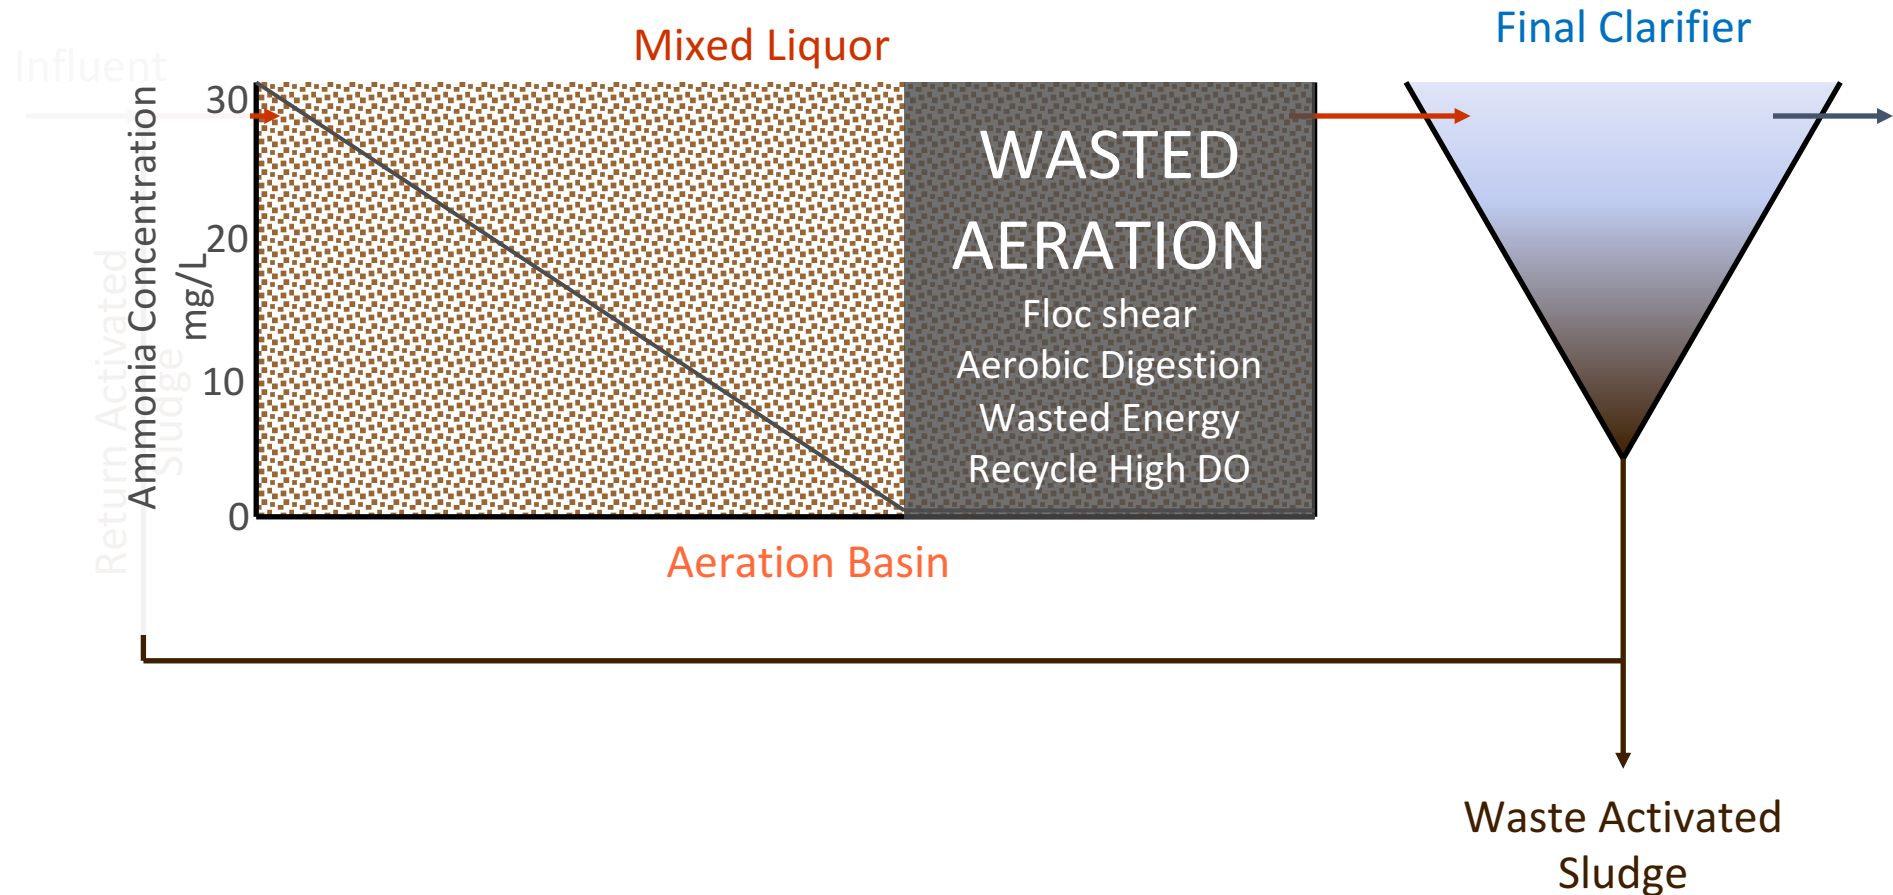 Mixed Liquor
Final Clarifier
Influent
Ammonia Concentration
mg/L
30
20
10
0
Return Activated
Sludge
WASTED
AERATION
Floc shear
Aerobic Digestion
Wasted Energy
Recycle High DO
Aeration Basin
Waste Activated
Sludge